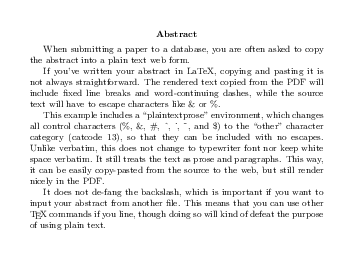 Abstract
When submitting a paper to a database, you are often asked to copy
the abstract into a plain text web form.
If you've written your abstract in LaTeX, copying and pasting it is
not always straightforward. The rendered text copied from the PDF will
include fixed line breaks and word-continuing dashes, while the source
text will have to escape characters like & or %.
This example includes a “plaintextprose” environment, which changes
all control characters (%, &, #, ^, , ~, and $) to the “other” character
category (catcode 13), so that they can be included with no escapes.
Unlike verbatim, this does not change to typewriter font nor keep white
space verbatim. It still treats the text as prose and paragraphs. This way,
it can be easily copy-pasted from the source to the web, but still render
nicely in the PDF.
It does not de-fang the backslash, which is important if you want to
input your abstract from another file. This means that you can use other
TEX commands if you line, though doing so will kind of defeat the purpose
of using plain text.